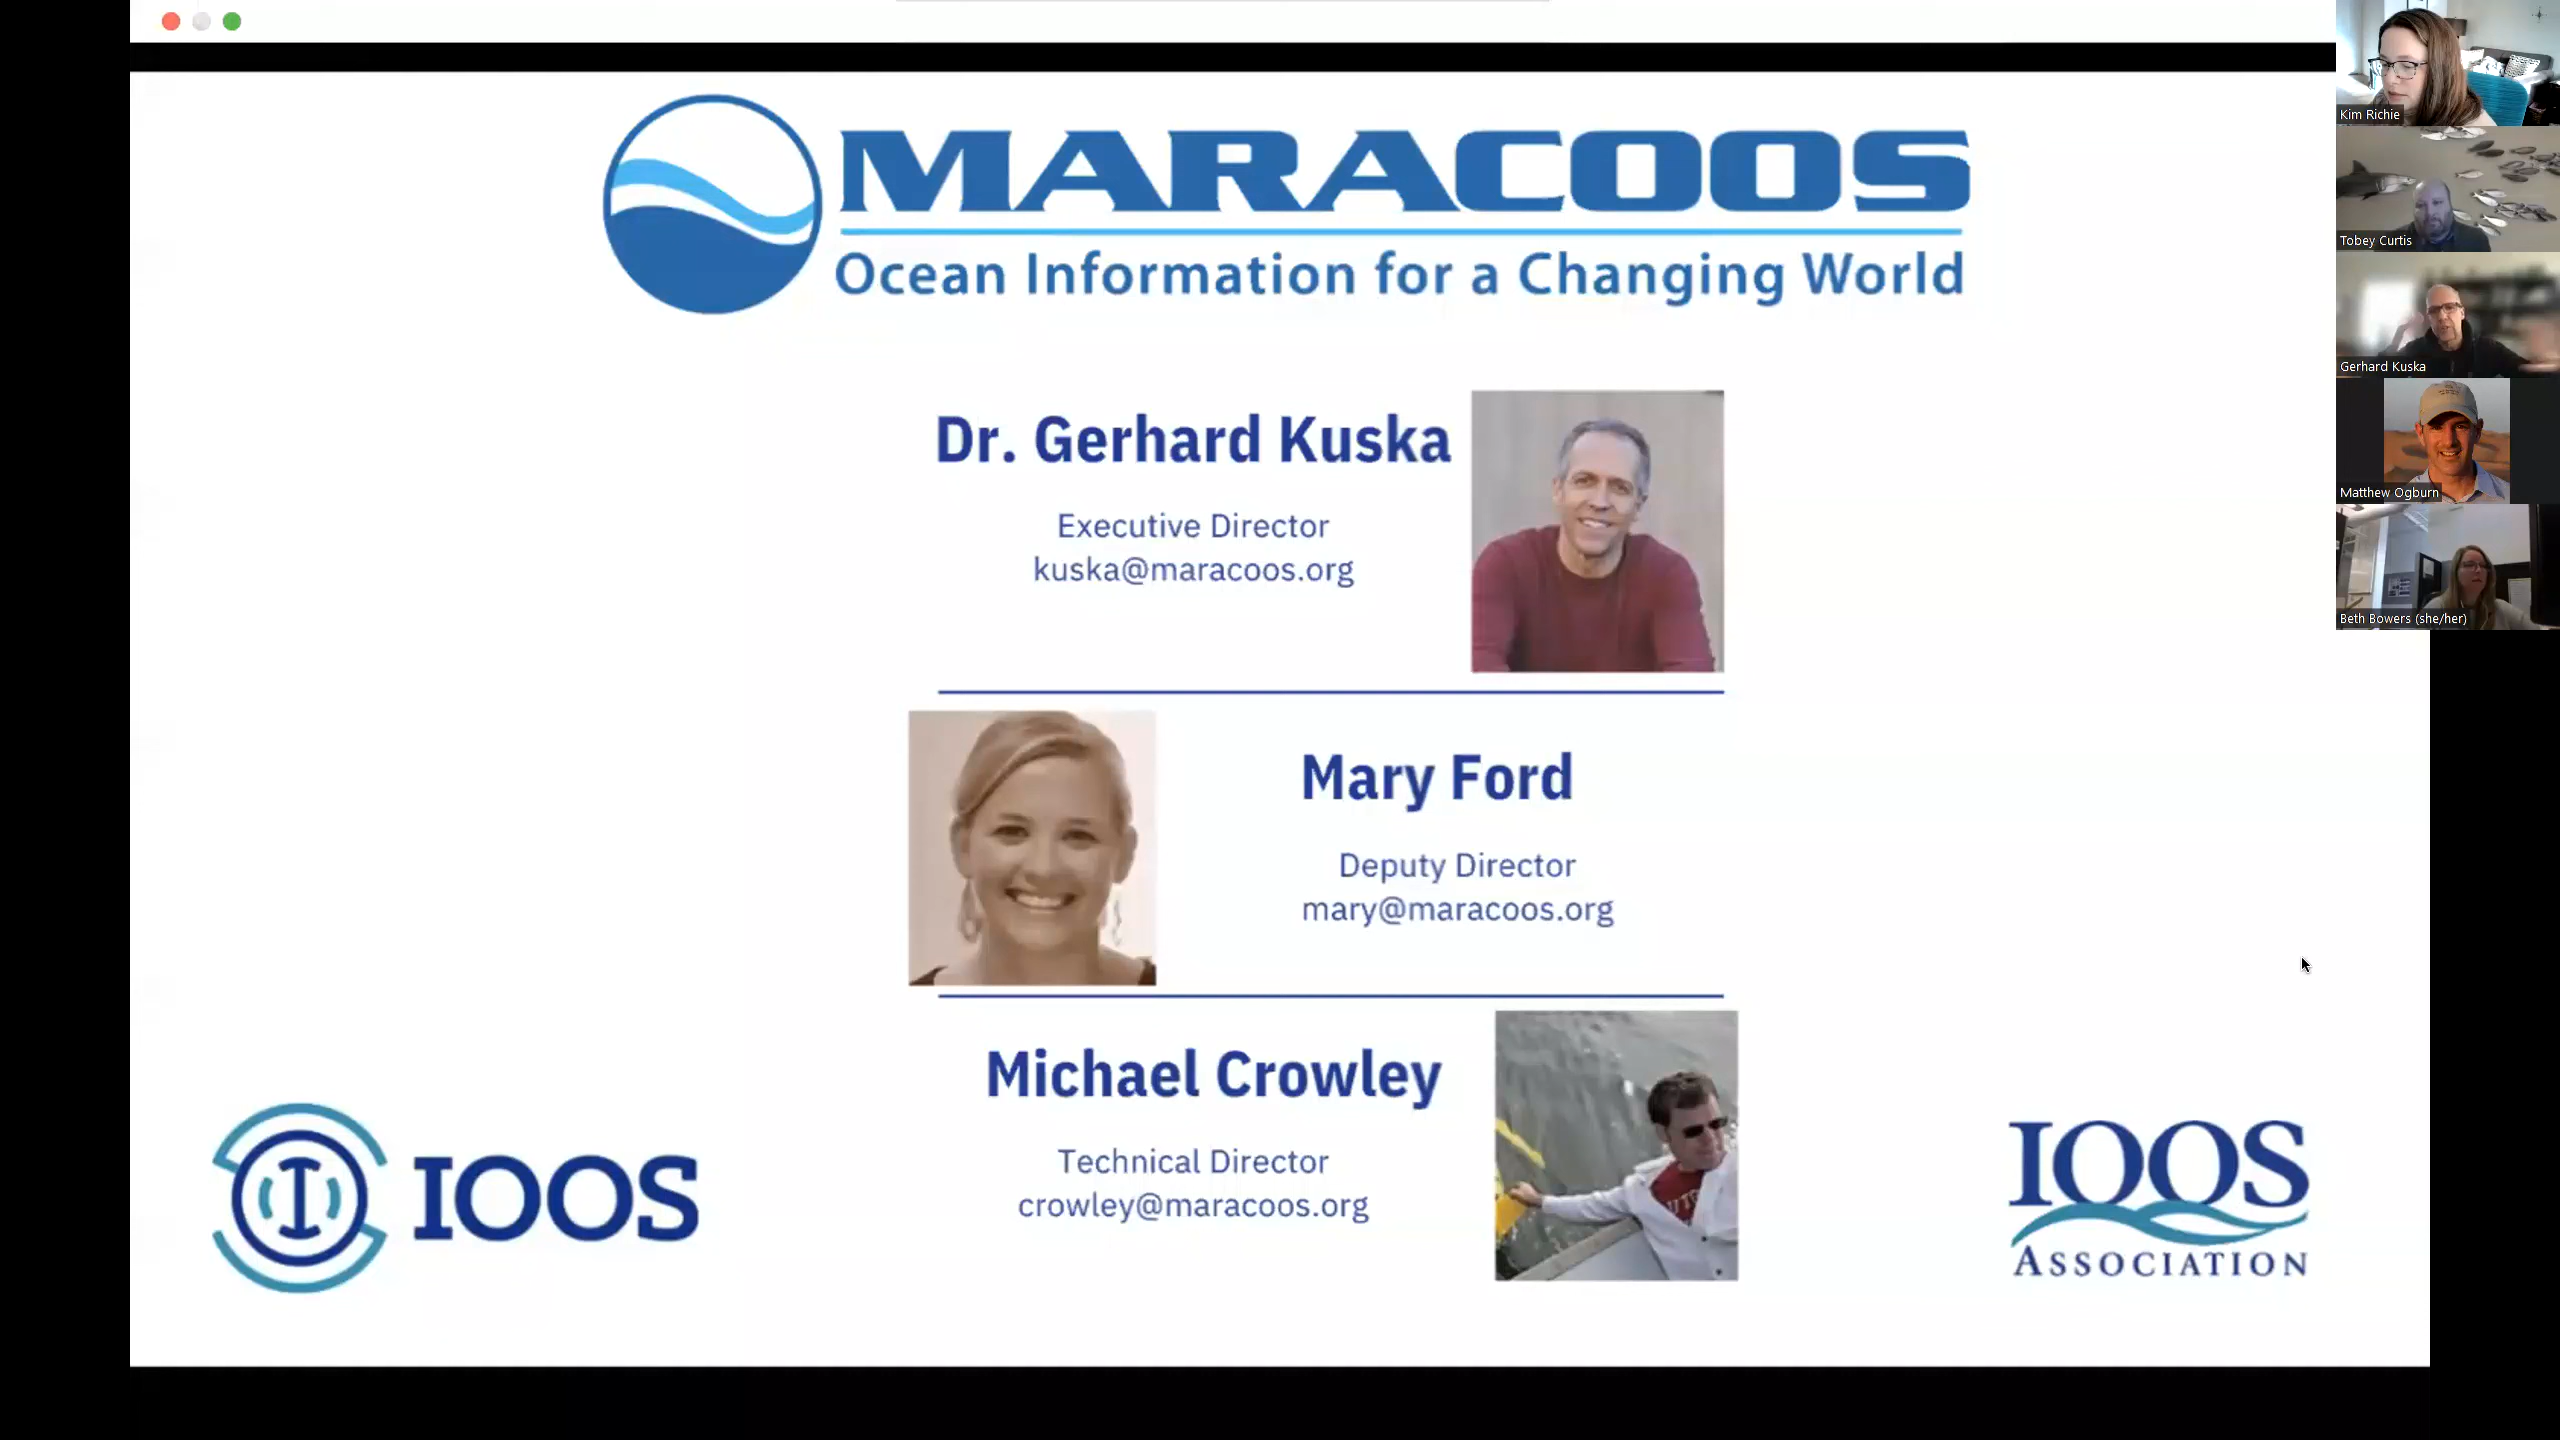 MARACOOS
Ocean Information for a Changing World
Dr. Gerhard Kuska
Executive Director
kuska@maracoos.org
Mary Ford
Deputy Director
mary@maracoos.org
Michael Crowley
Technical Director
crowley@maracoos.org
IOOS
IOOS
ASSOCIATION
Kim Richie
Tobey Curtis
Gerhard Kuska
Matthew Ogburn
Beth Bowers (she/her)